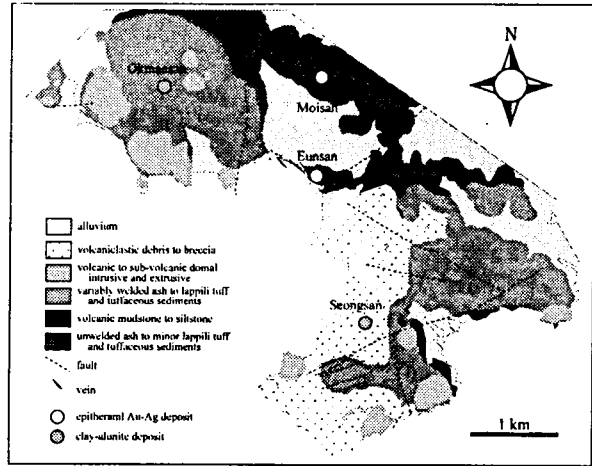 N
Moisan
Eunsan
Seongsan
alluvium
volcaniclastic debris to breccia
volcanic to sub-volcanic domal
intrusive and extrusive
variably welded ash to lappili tuff
and tuffaceous sediments
volcanic mudstone to siltstone
unwelded ash to minor lappili tuff
and tuffaceous sediments
fault
vein
epitheraml Au-Ag deposit
clay-alunite deposit
1 km